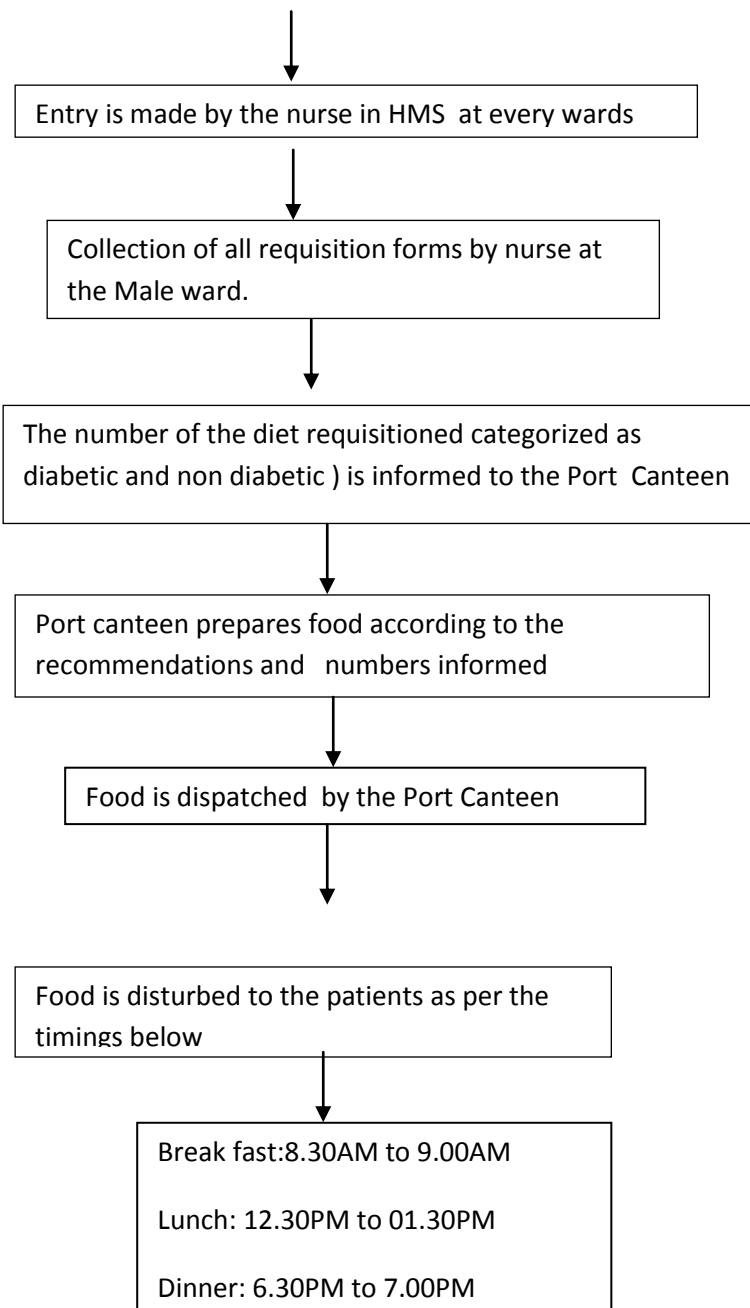 Entry is made by the nurse in HMS at every wards
Collection of all requisition forms by nurse at
the Male ward.
The number of the diet requisitioned categorized as
diabetic and non diabetic ) is informed to the Port Canteen
Port canteen prepares food according to the
recommendations and numbers informed
Food is dispatched by the Port Canteen
Food is disturbed to the patients as per the
timings below
Break fast:8.30AM to 9.00AM
Lunch: 12.30PM to 01.30PM
Dinner: 6.30PM to 7.00PM